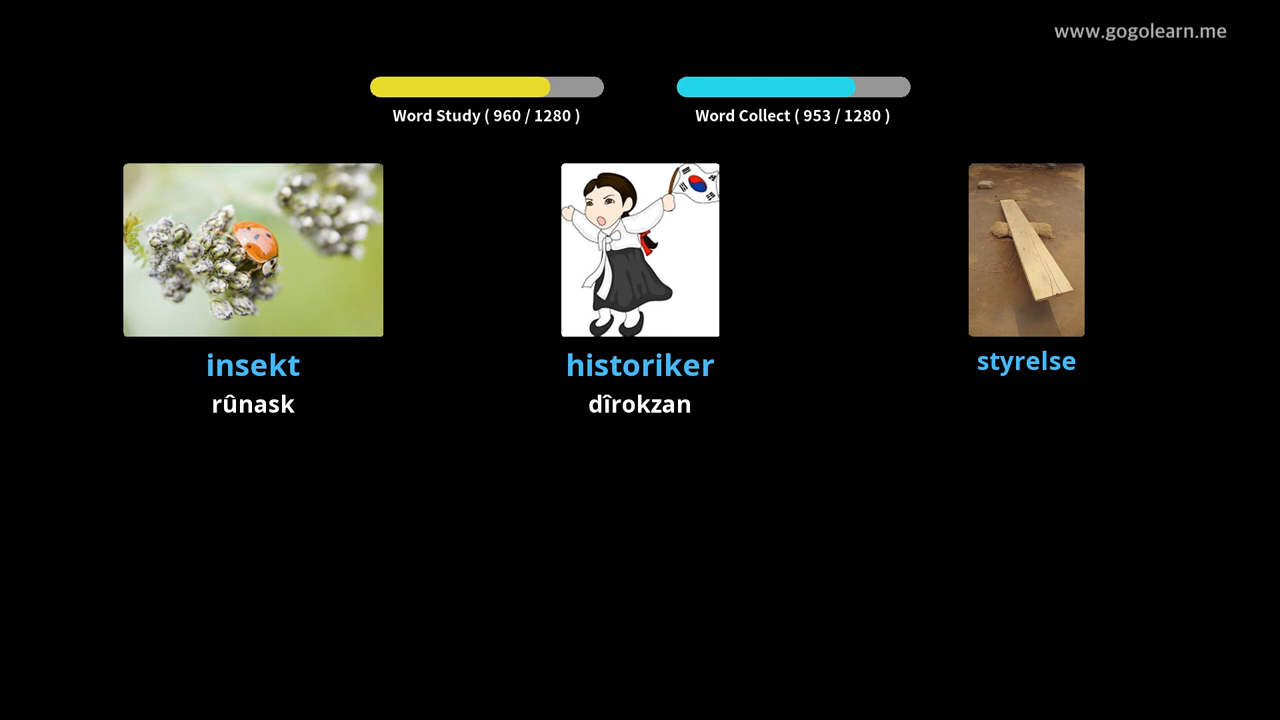 www.gogolearn.me
Word Study ( 960 / 1280 )
Word Collect ( 953 / 1280 )
insekt
historiker
styrelse
rûnask
dîrokzan